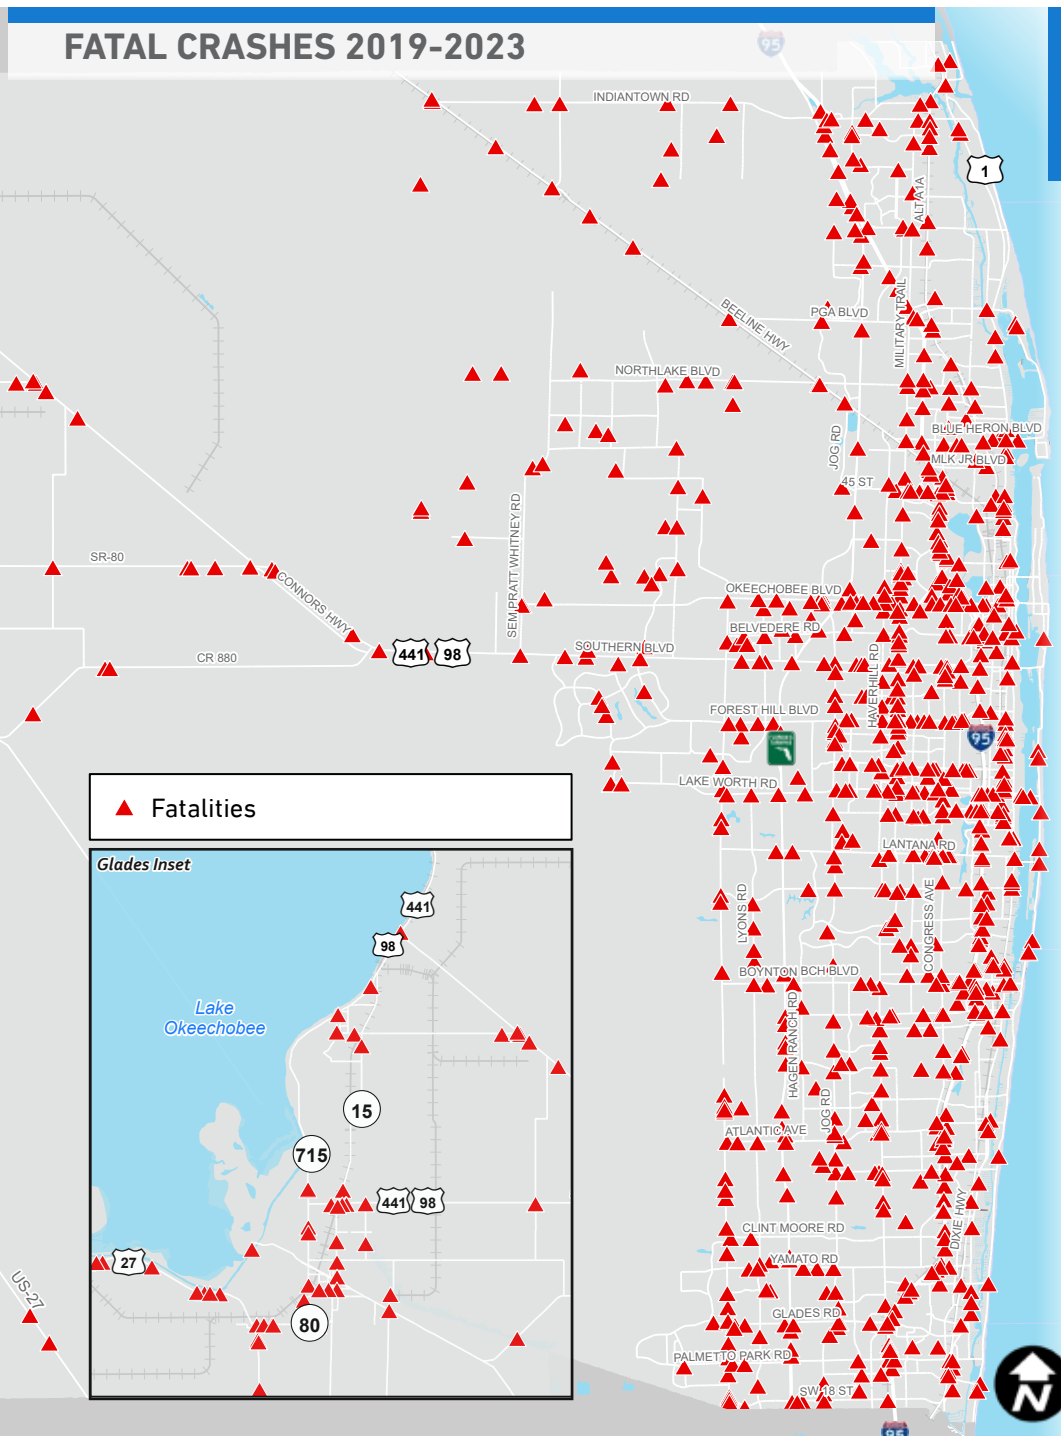 FATAL CRASHES 2019-2023
95
INDIANTOWN RD
1
ALT A1A
MILITARY TRAIL
PGA BLVD
BEELINE HWY
NORTHLAKE BLVD
JOG RD
BLUE HERON BLVD
MLK JR BLVD
45 ST
SEM PRATT WHITNEY RD
SR-80
CONNORS HWY
OKEECHOBEE BLVD
BELVEDERE RD
441
98
SOUTHERN BLVD
CR 880
HAVERHILL RD
FOREST HILL BLVD
95
LAKE WORTH RD
Fatalities
LANTANA RD
Glades Inset
441
98
LYONS RD
CONGRESS AVE
BOYNTON BCH BLVD
Lake
Okeechobee
HAGEN RANCH RD
JOG RD
15
ATLANTIC AVE
715
441
98
CLINT MOORE RD
DIXIE HWY
27
YAMATO RD
US-27
GLADES RD
80
PALMETTO PARK RD
SW 18 ST
N
95